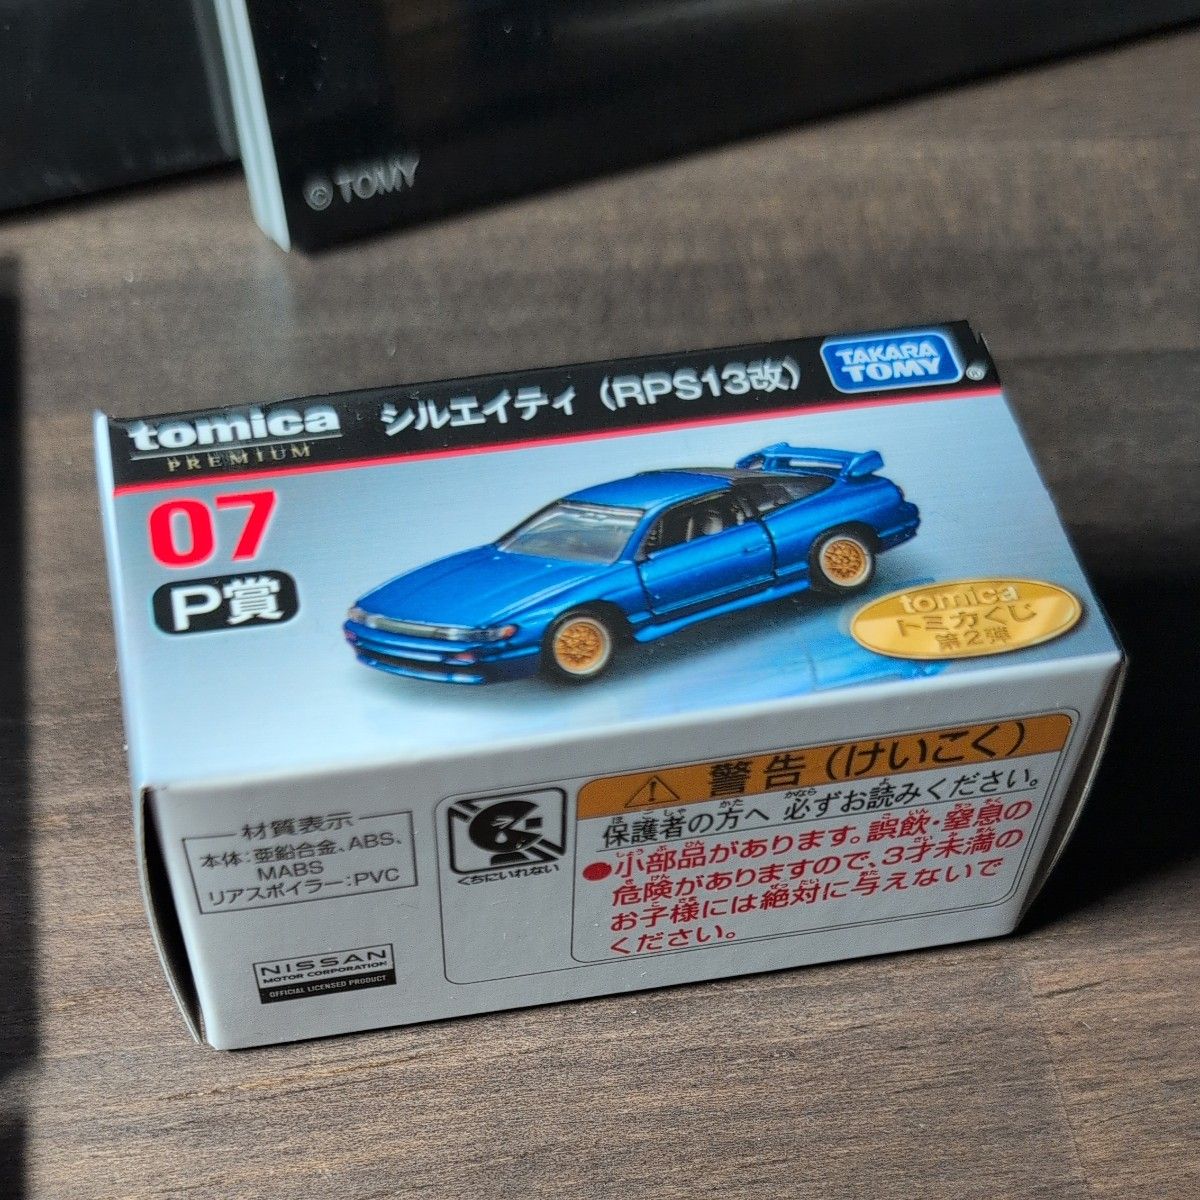 © TOMY
tomica
PREMIUM
シルエイティ (RPS13改)
TAKARA
TOMY
07
P賞
tomica
トミカくじ
第2弾
材質表示
本体:亜鉛合金、ABS、
MABS
リアスポイラー:PVC
NISSAN
MOTOR CORPORATION
OFFICIAL LICENSED PRODUCT
くちにいれない
警告(けいこく)
保護者の方へ 必ずお読みください。
●小部品があります。誤飲・窒息の
危険がありますので、3才未満の
お子様には絶対に与えないで
ください。